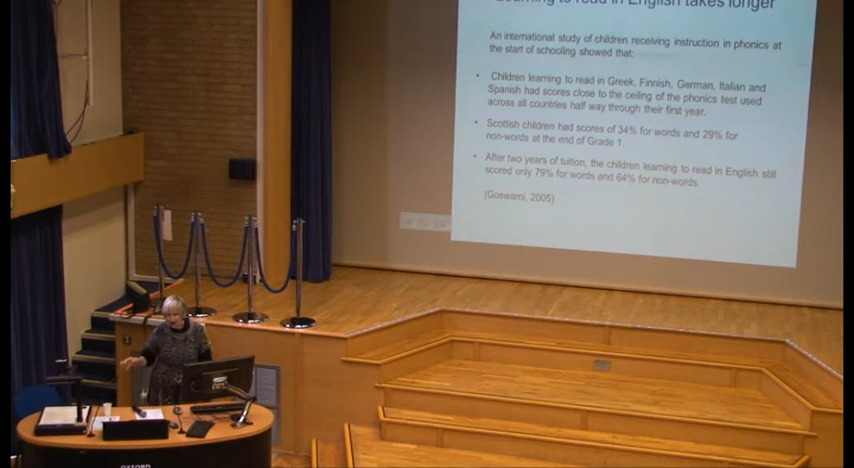 Learning to read in English takes longer
An international study of children receiving instruction in phonics at
the start of schooling showed that:
• Children learning to read in Greek, Finnish, German, Italian and
Spanish had scores close to the ceiling of the phonics test used
across all countries half way through their first year.
• Scottish children had scores of 34% for words and 29% for
non-words at the end of Grade 1.
• After two years of tuition, the children learning to read in English still
scored only 79% for words and 64% for non-words
(Goswami, 2005)
OXFORD